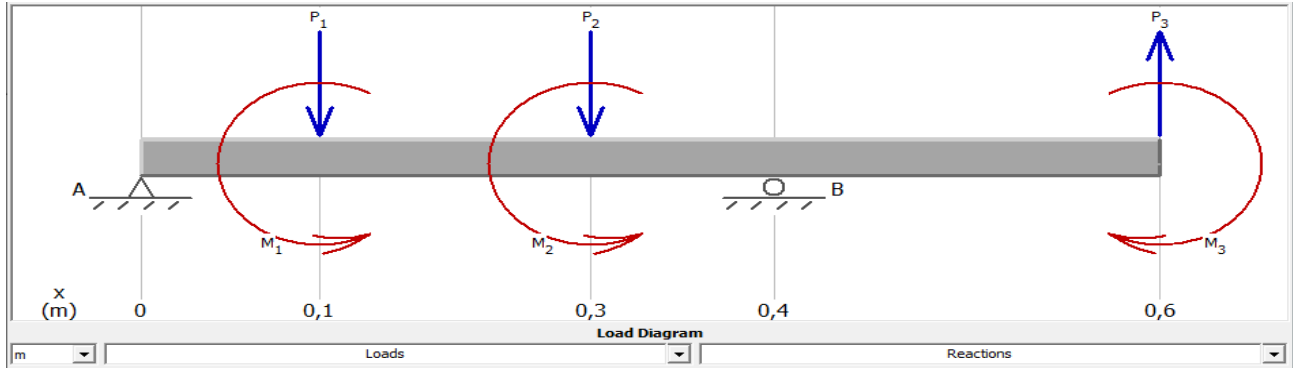 P1 P2 P3
A B
M1 M2 M3
x
(m) 0 0,1 0,3 0,4 0,6
Load Diagram
m Loads Reactions